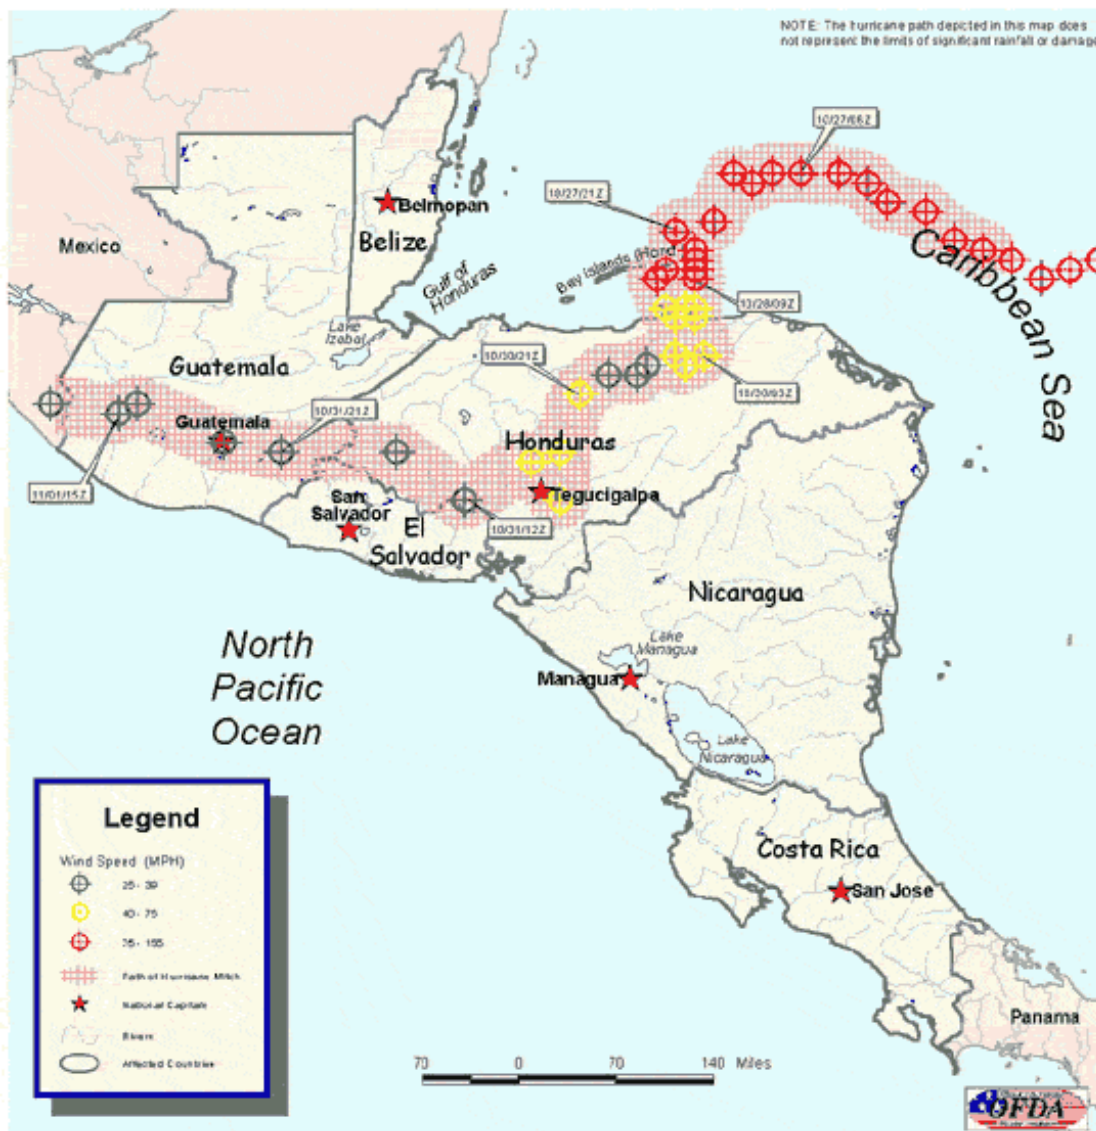 NOTE: The hurricane path depicted in this map does
not represent the limits of significant rainfall or damage
10/27/06Z
10/27/21Z
Belmopan
Belize
Mexico
Bay Islands (Hond
Caribbean Sea
Gulf of
Honduras
10/28/09Z
Lake
Izabal
10/30/21Z
Guatemala
10/30/03Z
Guatemala
10/31/21Z
Honduras
11/01/15Z
San
Salvador
Tegucigalpa
El
Salvador
10/31/12Z
Nicaragua
North
Pacific
Ocean
Lake
Managua
Managua
Lake
Nicaragua
Legend
Wind Speed (MPH)
25 - 39
40 - 75
75 - 155
Path of Hurricane Mitch
National Capitals
Rivers
Affected Countries
Costa Rica
San Jose
Panama
70 0 70 140 Miles
OFDA